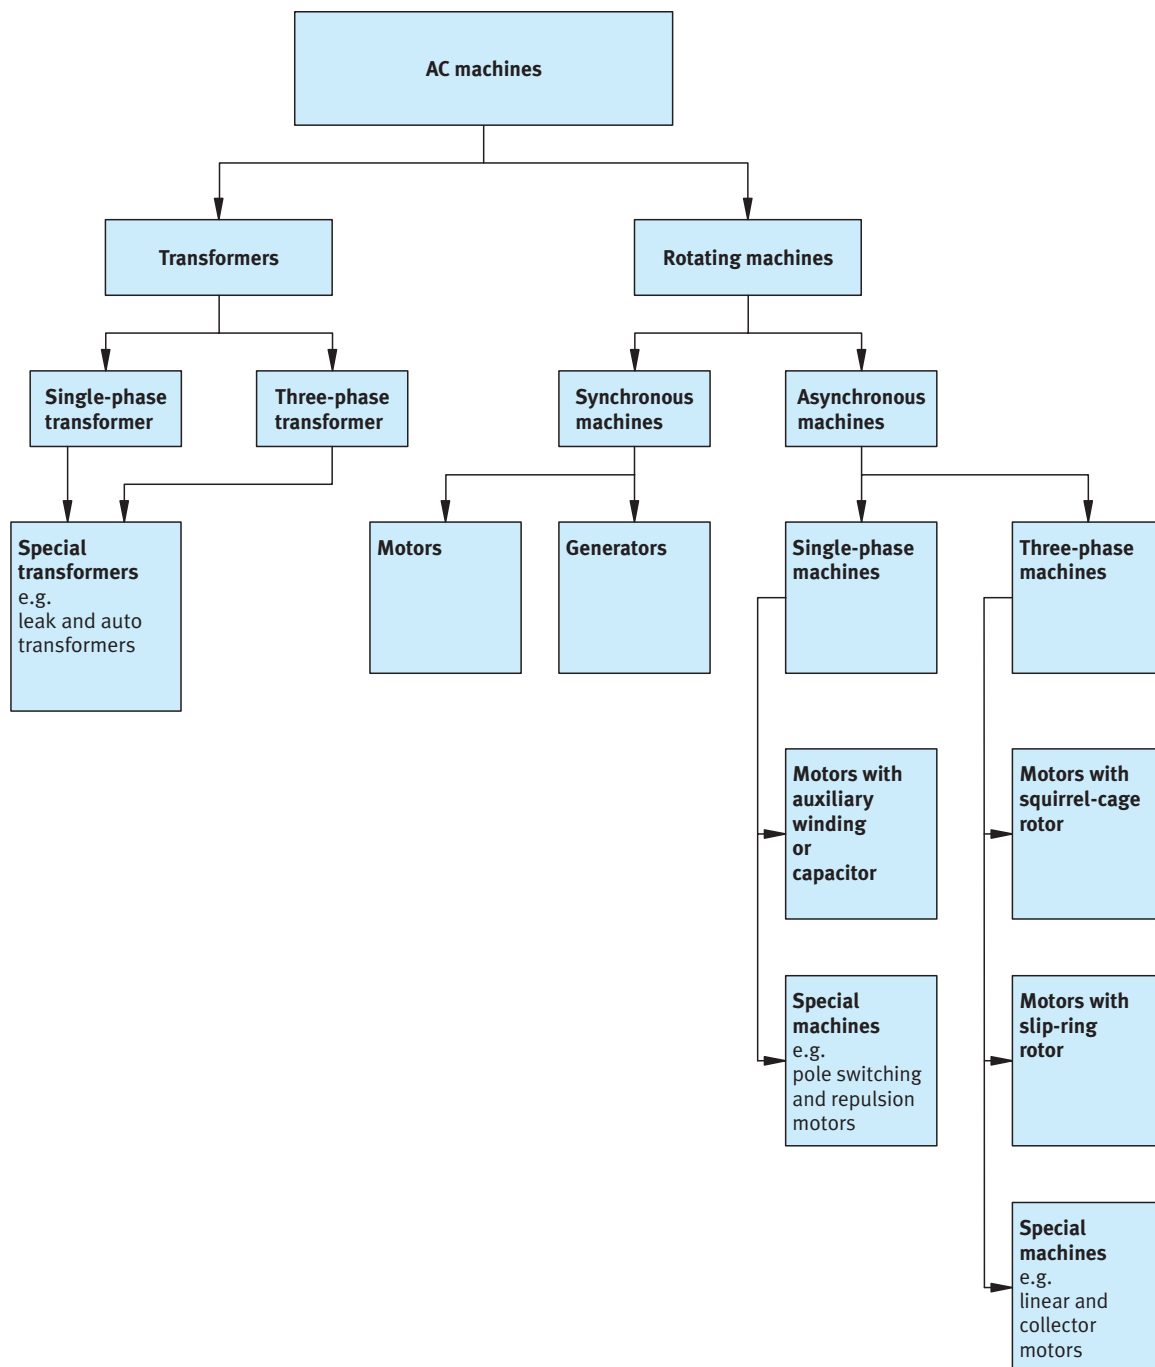 AC machines
Transformers
Rotating machines
Single-phase
transformer
Three-phase
transformer
Synchronous
machines
Asynchronous
machines
Special
transformers
e.g.
leak and auto
transformers
Motors
Generators
Single-phase
machines
Three-phase
machines
Motors with
auxiliary
winding
or
capacitor
Motors with
squirrel-cage
rotor
Special
machines
e.g.
pole switching
and repulsion
motors
Motors with
slip-ring
rotor
Special
machines
e.g.
linear and
collector
motors